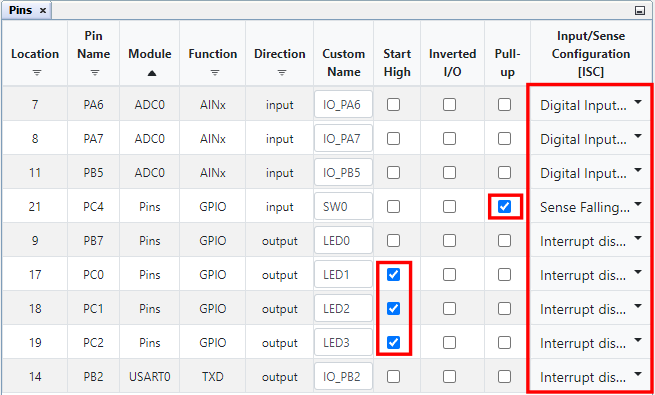 Pins ×
Location Pin Name Module Function Direction Custom Name Start High Inverted I/O Pull-up Input/Sense Configuration [ISC]
7 PA6 ADC0 AINx input IO_PA6 Digital Input...
8 PA7 ADC0 AINx input IO_PA7 Digital Input...
11 PB5 ADC0 AINx input IO_PB5 Digital Input...
21 PC4 Pins GPIO input SW0 Sense Falling...
9 PB7 Pins GPIO output LED0 Interrupt dis...
17 PC0 Pins GPIO output LED1 Interrupt dis...
18 PC1 Pins GPIO output LED2 Interrupt dis...
19 PC2 Pins GPIO output LED3 Interrupt dis...
14 PB2 USART0 TXD output IO_PB2 Interrupt dis...